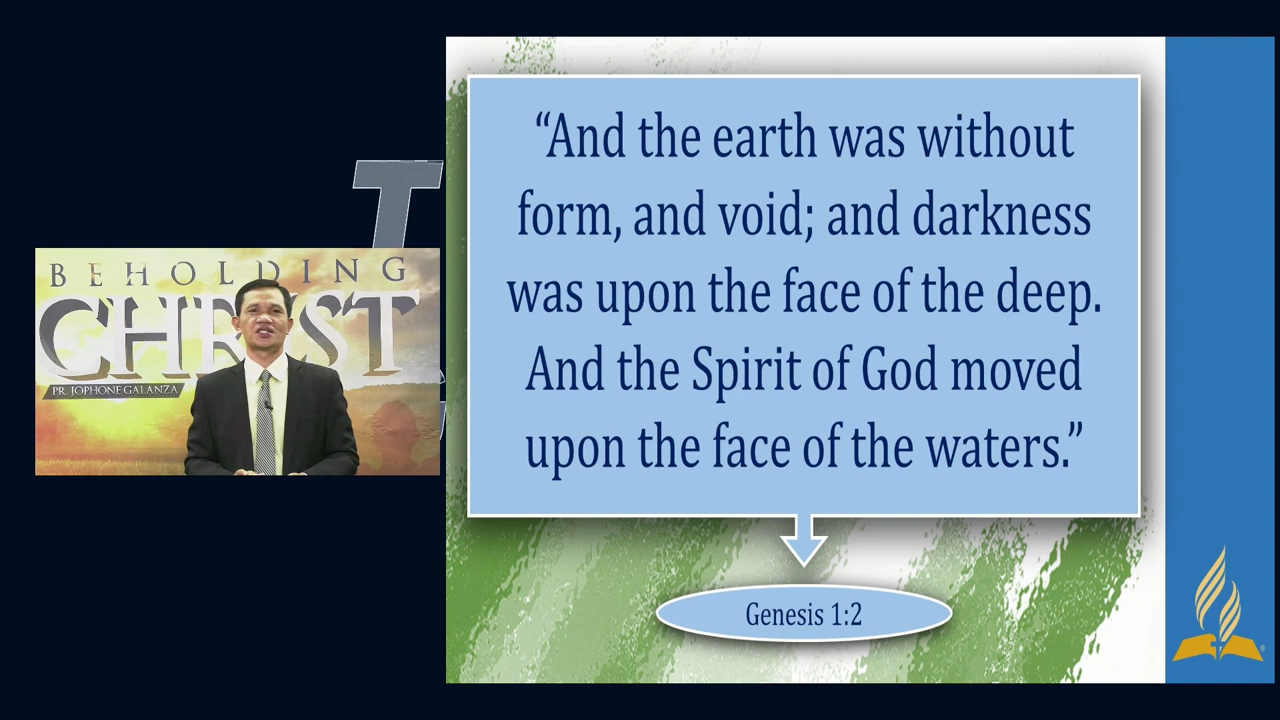 T
BEHOLDING
CHRIST
PR. JOPHONE GALANZA
“And the earth was without
form, and void; and darkness
was upon the face of the deep.
And the Spirit of God moved
upon the face of the waters.”
Genesis 1:2